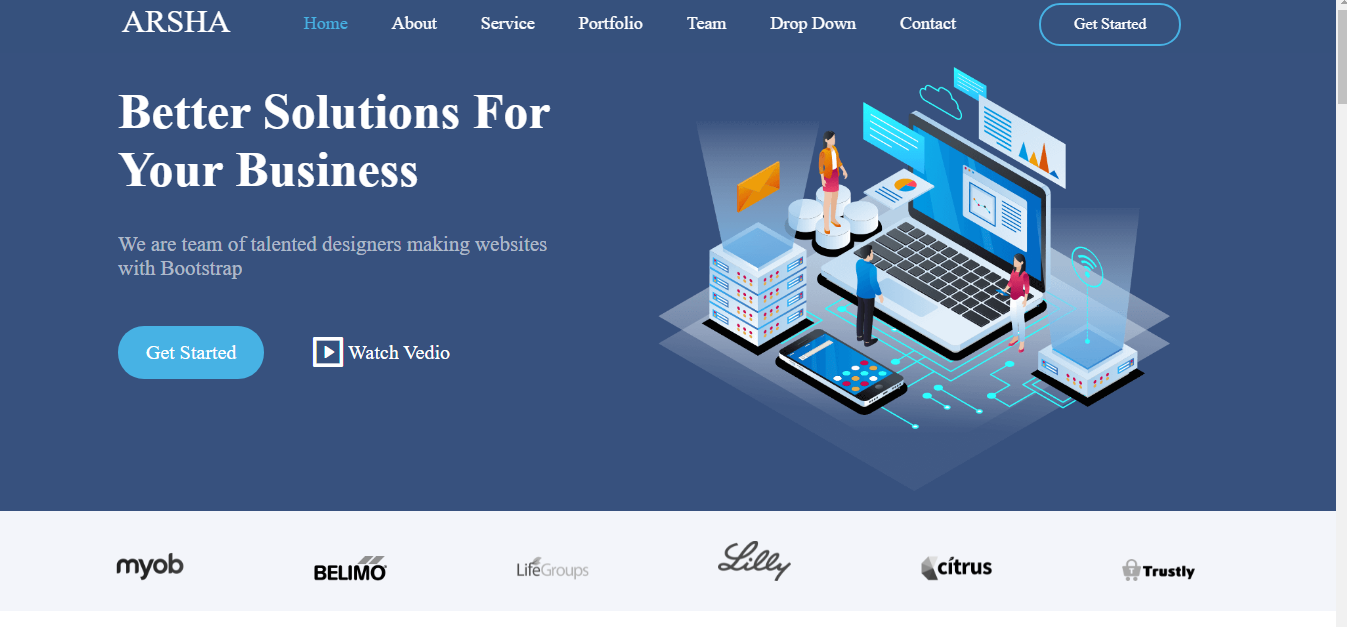 ARSHA Home About Service Portfolio Team Drop Down Contact Get Started
Better Solutions For
Your Business
We are team of talented designers making websites
with Bootstrap
Get Started Watch Vedio
myob BELIMO LifeGroups Lilly citrus Trustly